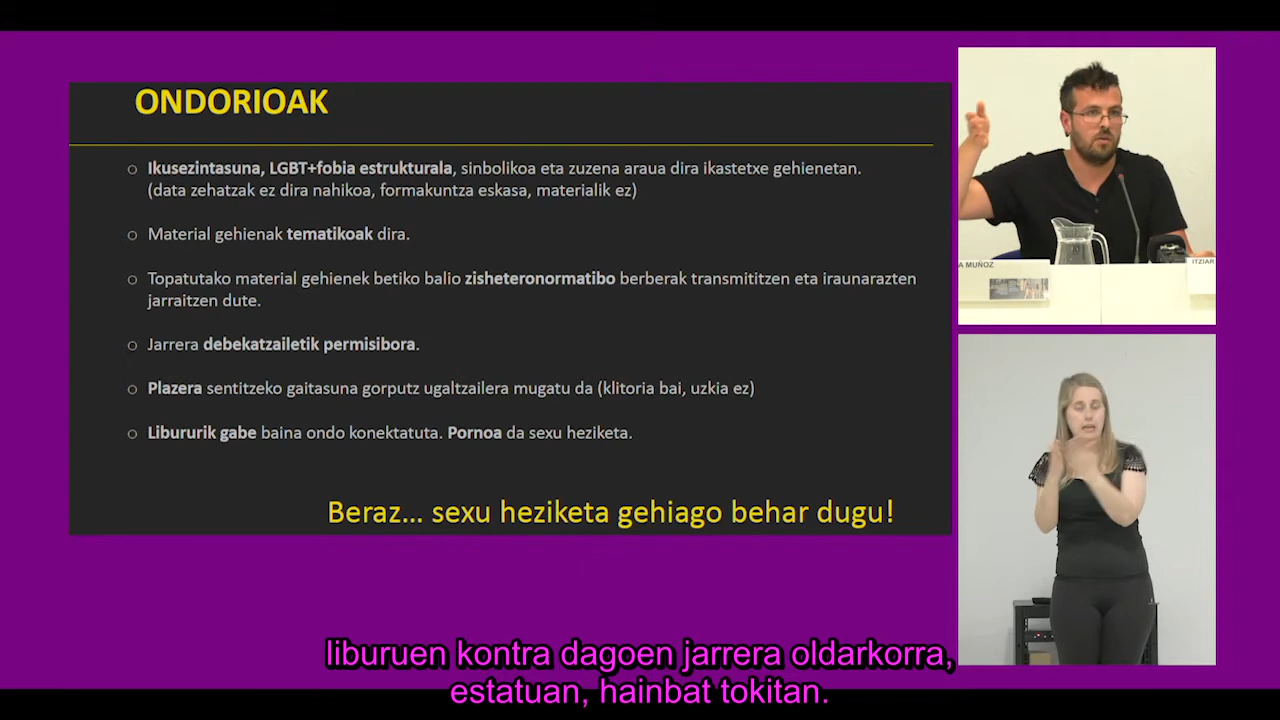 ONDORIOAK
Ikusezintasuna, LGBT+fobia estrukturala, sinbolikoa eta zuzena araua dira ikastetxe gehienetan.
(data zehatzak ez dira nahikoa, formakuntza eskasa, materialik ez)
Material gehienak tematikoak dira.
Topatutako material gehienek betiko balio zisheteronormatibo berberak transmititzen eta iraunarazten
jarraitzen dute.
Jarrera debekatzailetik permisibora.
Plazera sentitzeko gaitasuna gorputz ugaltzailera mugatu da (klitoria bai, uzkia ez)
Libururik gabe baina ondo konektatuta. Pornoa da sexu heziketa.
Beraz... sexu heziketa gehiago behar dugu!
A MUÑOZ
ITZIAR
liburuen kontra dagoen jarrera oldarkorra,
estatuan, hainbat tokitan.